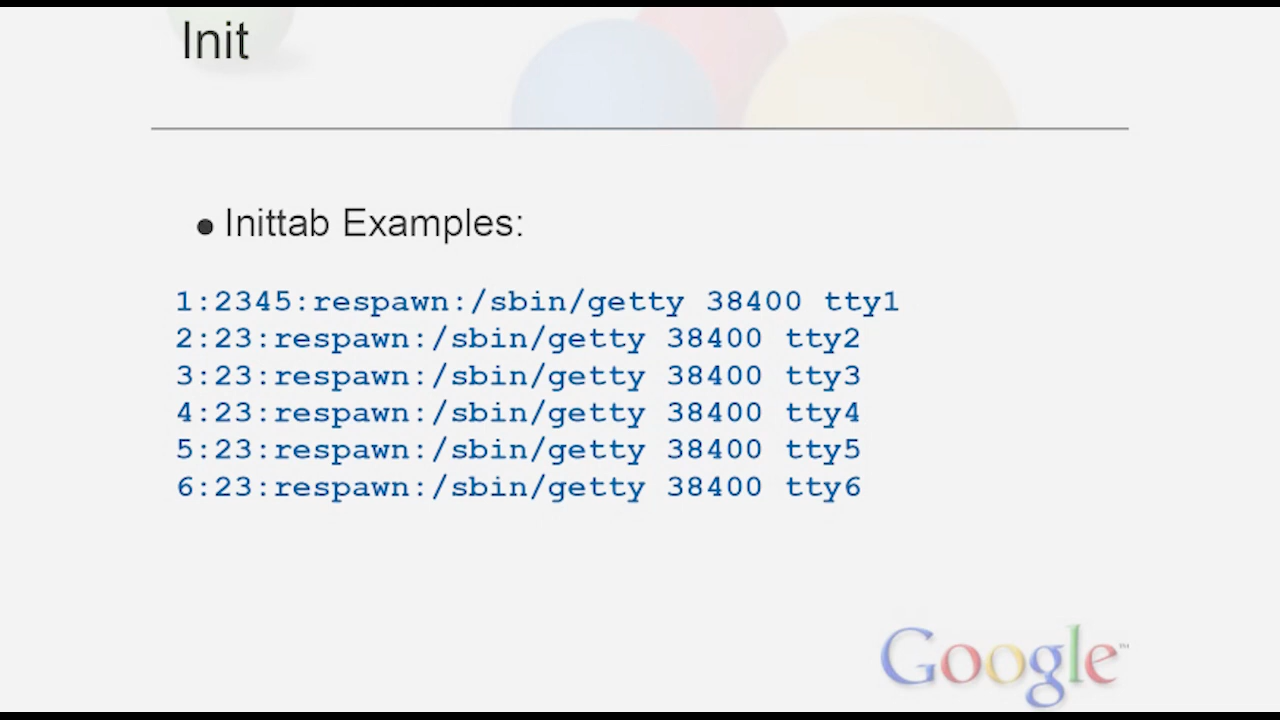 Init
● Inittab Examples:
1:2345:respawn:/sbin/getty 38400 tty1
2:23:respawn:/sbin/getty 38400 tty2
3:23:respawn:/sbin/getty 38400 tty3
4:23:respawn:/sbin/getty 38400 tty4
5:23:respawn:/sbin/getty 38400 tty5
6:23:respawn:/sbin/getty 38400 tty6
Google™